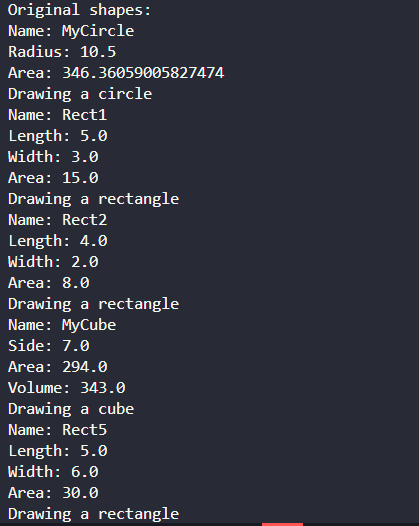 Original shapes:
Name: MyCircle
Radius: 10.5
Area: 346.36059005827474
Drawing a circle
Name: Rect1
Length: 5.0
Width: 3.0
Area: 15.0
Drawing a rectangle
Name: Rect2
Length: 4.0
Width: 2.0
Area: 8.0
Drawing a rectangle
Name: MyCube
Side: 7.0
Area: 294.0
Volume: 343.0
Drawing a cube
Name: Rect5
Length: 5.0
Width: 6.0
Area: 30.0
Drawing a rectangle